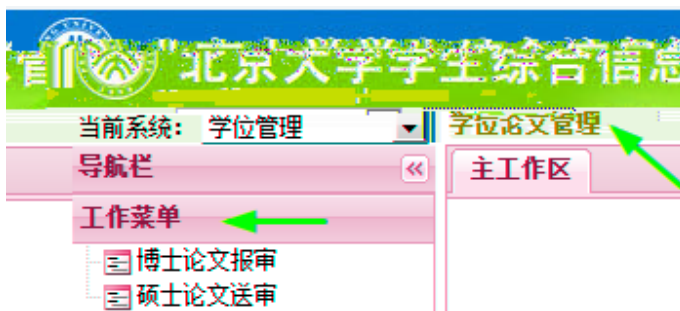 北京大学学生综合信息
当前系统： 学位管理 学位论文管理
导航栏 主工作区
工作菜单
博士论文报审
硕士论文送审